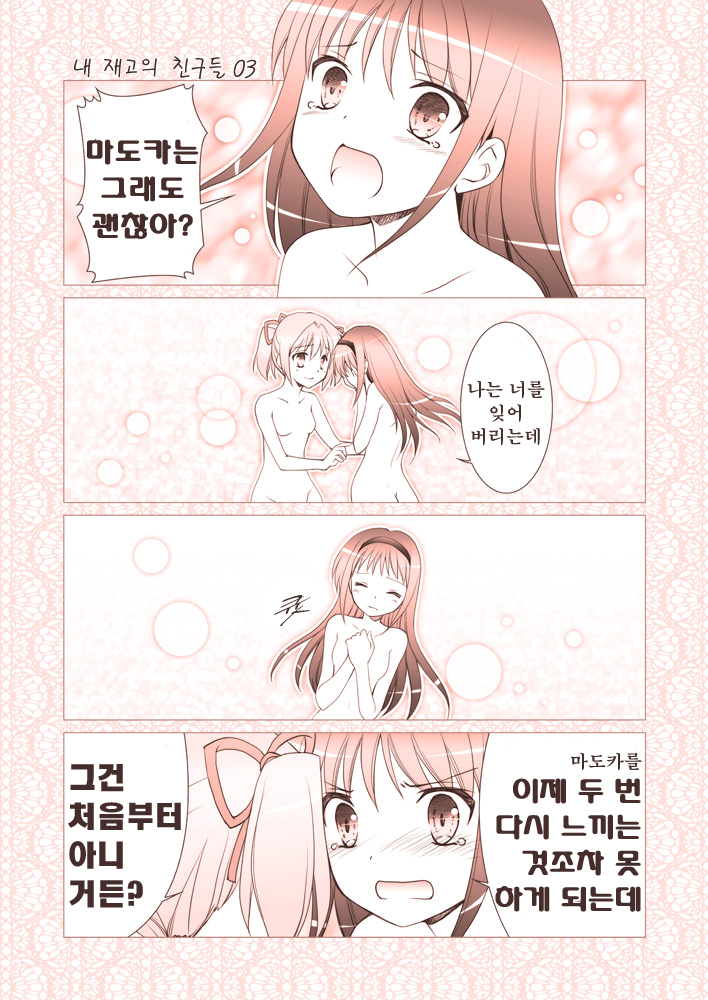 내 재고의 친구들 03
마도카는
그래도
괜찮아?
나는 너를
잊어
버리는데
마도카를
이제 두 번
다시 느끼는
것조차 못
하게 되는데
그건
처음부터
아니
거든?